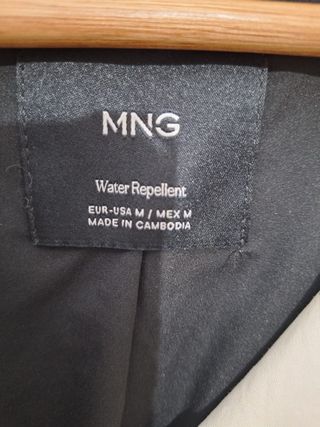 MNG
Water Repellent
EUR-USA M / MEX M
MADE IN CAMBODIA